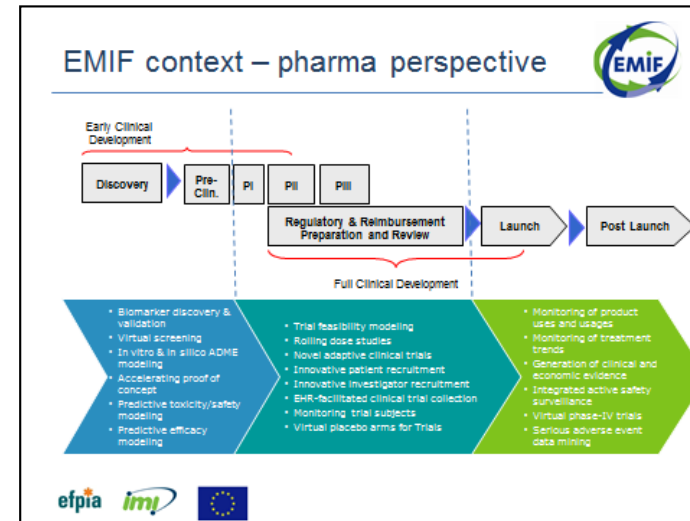 EMIF context – pharma perspective
EMiF
Early Clinical
Development
Discovery
Pre-
Clin.
PI
PII
PIII
Regulatory & Reimbursement
Preparation and Review
Launch
Post Launch
Full Clinical Development
• Biomarker discovery &
validation
• Virtual screening
• In vitro & in silico ADME
modeling
• Accelerating proof of
concept
• Predictive toxicity/safety
modeling
• Predictive efficacy
modeling
• Trial feasibility modeling
• Rolling dose studies
• Novel adaptive clinical trials
• Innovative patient recruitment
• Innovative investigator recruitment
• EHR-facilitated clinical trial collection
• Monitoring trial subjects
• Virtual placebo arms for Trials
• Monitoring of product
uses and usages
• Monitoring of treatment
trends
• Generation of clinical and
economic evidence
• Integrated active safety
surveillance
• Virtual phase-IV trials
• Serious adverse event
data mining
efpia
imi